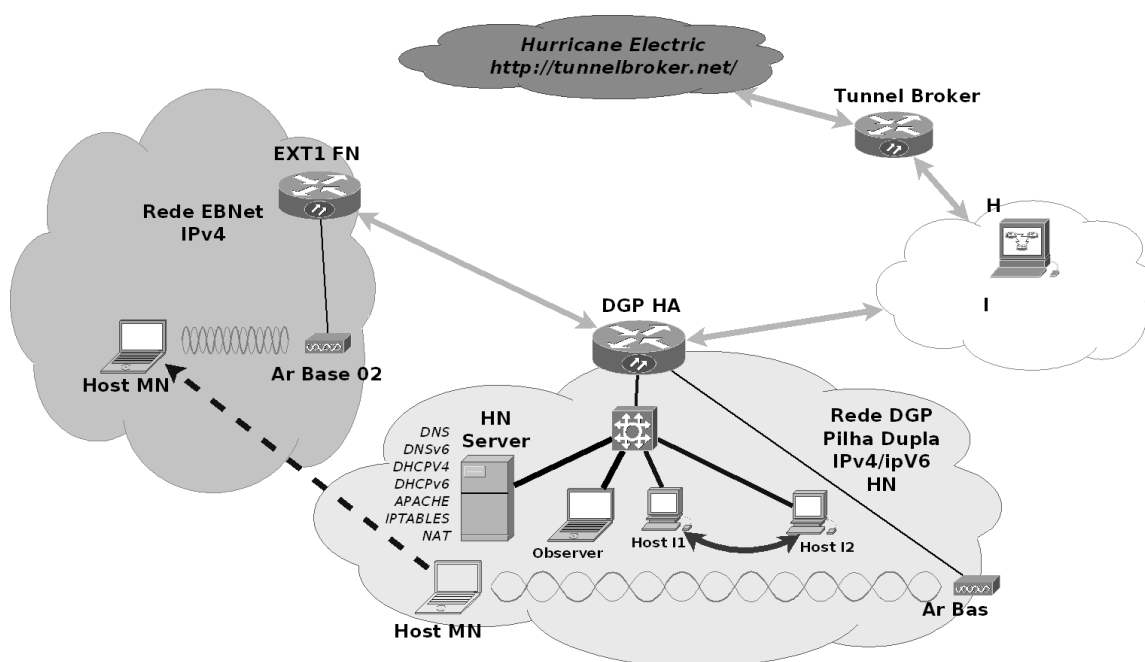 Hurricane Electric
http://tunnelbroker.net/
Tunnel Broker
EXT1 FN
Rede EBNet
IPv4
H
I
DGP HA
Host MN
Ar Base 02
HN
Server
DNS
DNSv6
DHCPV4
DHCPv6
APACHE
IPTABLES
NAT
Rede DGP
Pilha Dupla
IPv4/ipV6
HN
Observer
Host I1
Host I2
Host MN
Ar Bas